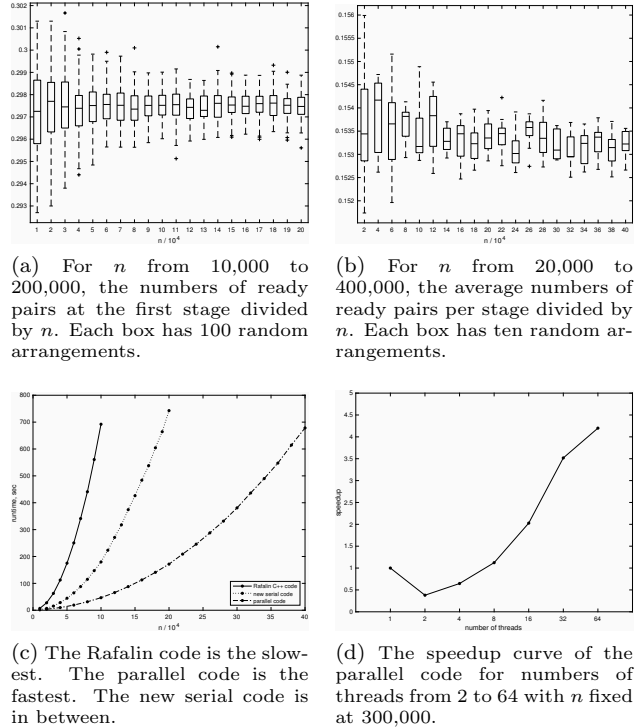 0.302
0.3
0.299
0.298
0.297
0.296
0.295
0.293
1 2 3 4 5 6 7 8 9 10 11 12 13 14 15 16 17 18 19 20
n / 10^4
0.156
0.155
0.1545
0.154
0.1535
0.153
0.152
2 4 6 8 10 12 14 16 18 20 22 24 26 28 30 32 34 36 38 40
n / 10^4
(a) For n from 10,000 to
200,000, the numbers of ready
pairs at the first stage divided
by n. Each box has 100 random
arrangements.
(b) For n from 20,000 to
400,000, the average numbers of
ready pairs per stage divided by
n. Each box has ten random ar-
rangements.
800
700
600
500
400
300
200
100
0
runtime, sec
Rafalin C++ code
new serial code
parallel code
0 5 10 15 20 25 30 35 40
n / 10^4
5
4.5
4
3.5
3
2.5
2
1.5
1
0.5
0
speedup
1 2 4 8 16 32 64
number of threads
(c) The Rafalin code is the slow-
est. The parallel code is the
fastest. The new serial code is
in between.
(d) The speedup curve of the
parallel code for numbers of
threads from 2 to 64 with n fixed
at 300,000.